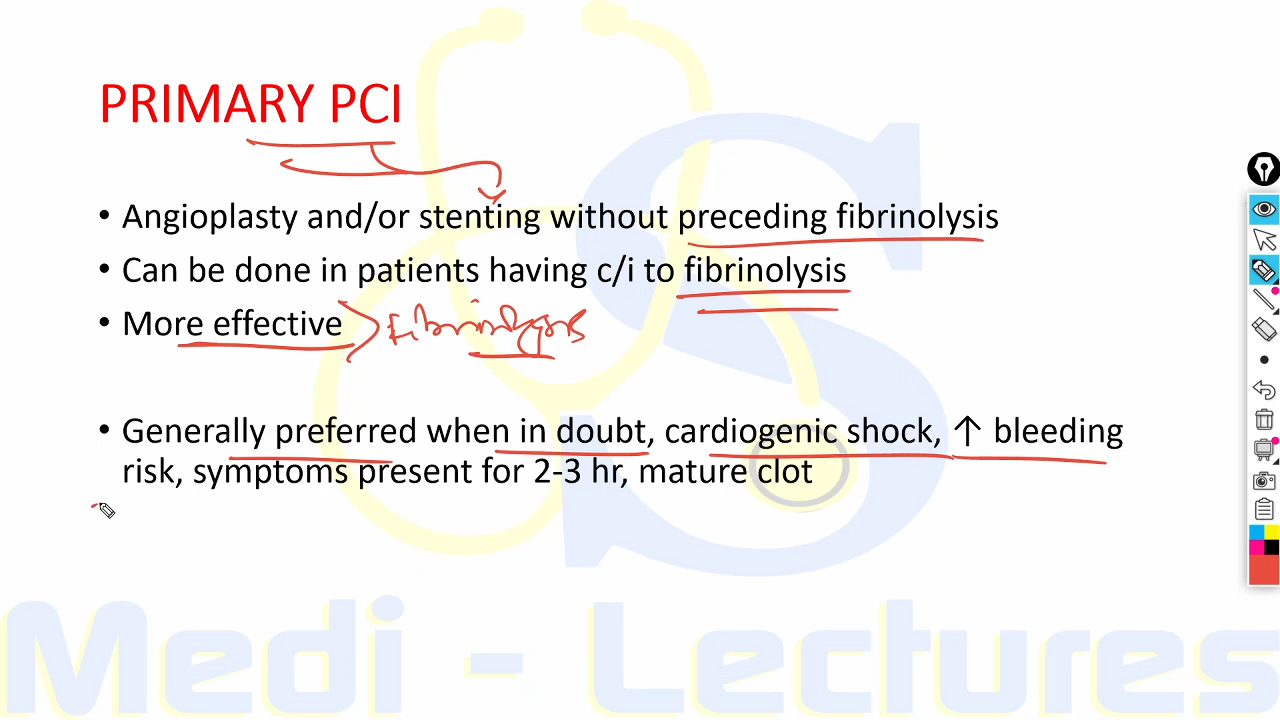 PRIMARY PCI
• Angioplasty and/or stenting without preceding fibrinolysis
• Can be done in patients having c/i to fibrinolysis
• More effective > Fibrinolysis
• Generally preferred when in doubt, cardiogenic shock, ↑ bleeding
risk, symptoms present for 2-3 hr, mature clot
S
Medi - Lectures